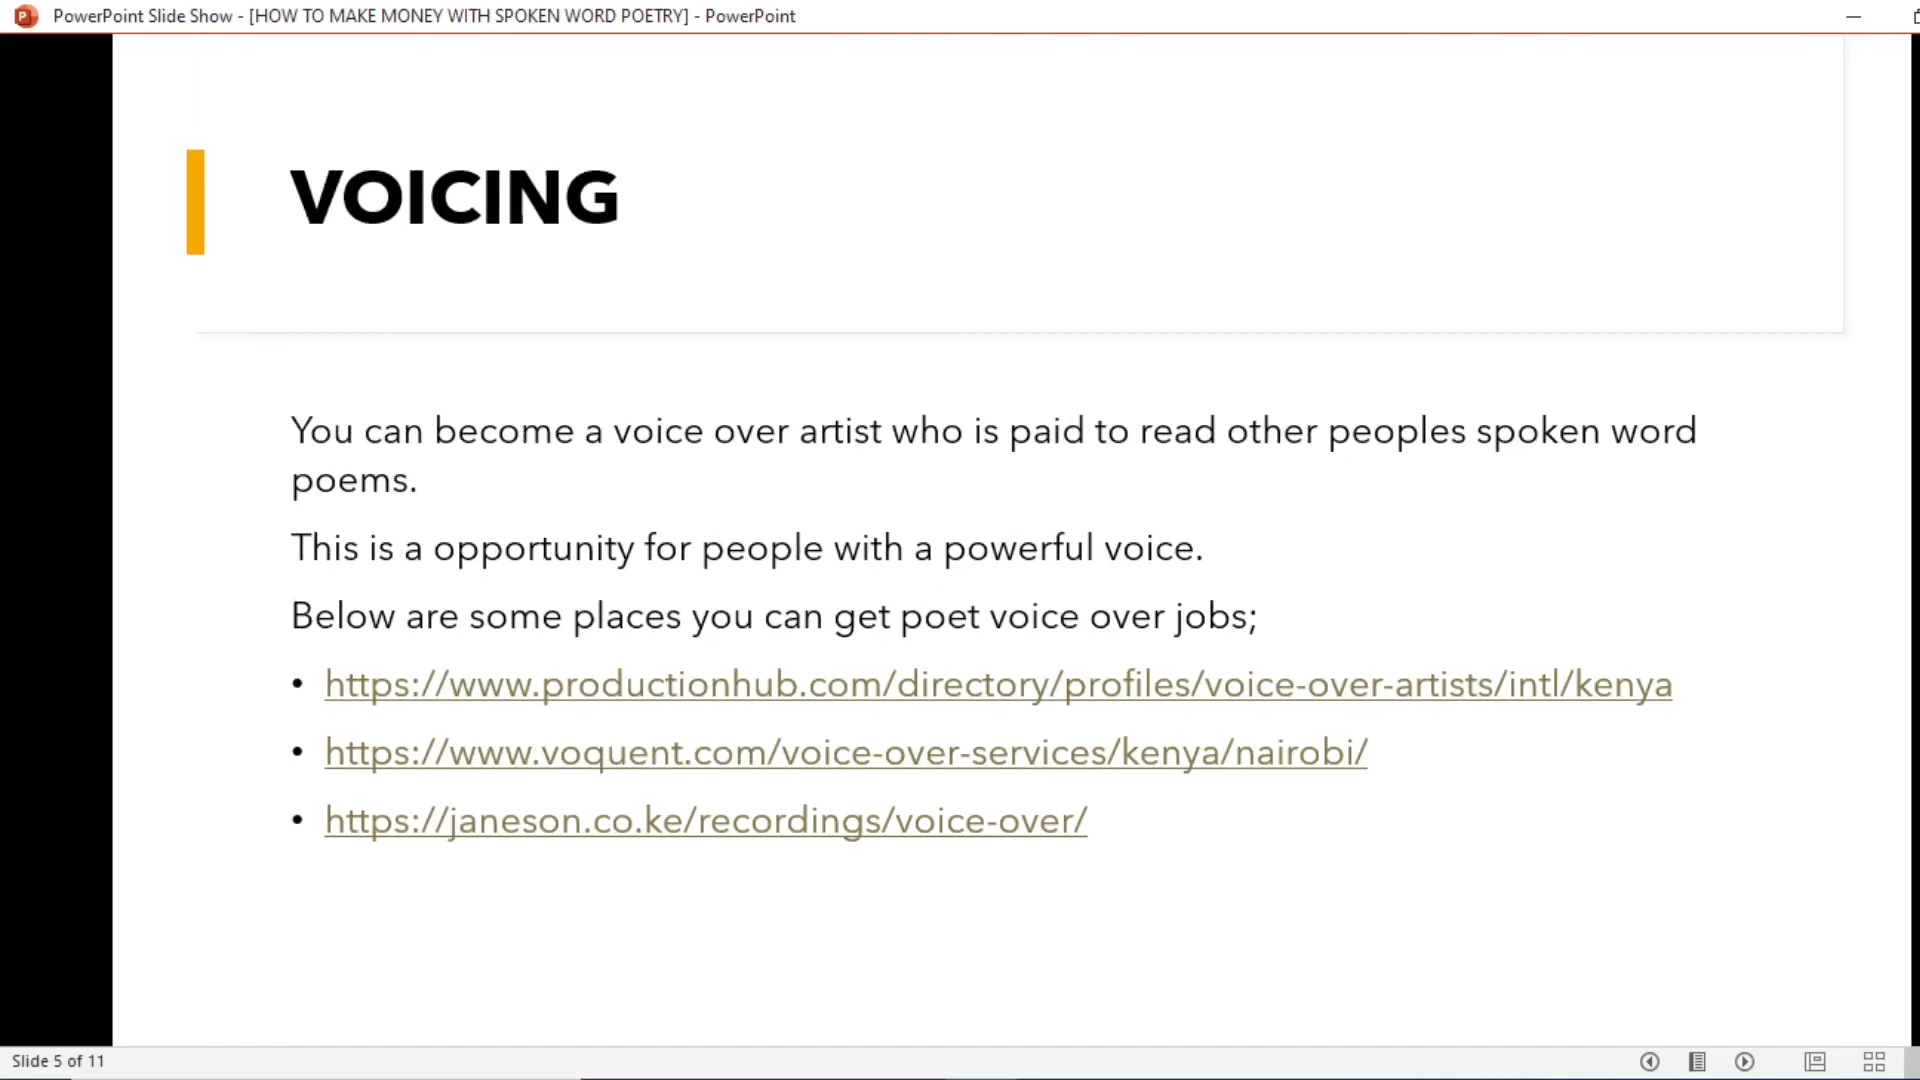 PowerPoint Slide Show - [HOW TO MAKE MONEY WITH SPOKEN WORD POETRY] - PowerPoint
VOICING
You can become a voice over artist who is paid to read other peoples spoken word
poems.
This is a opportunity for people with a powerful voice.
Below are some places you can get poet voice over jobs;
• https://www.productionhub.com/directory/profiles/voice-over-artists/intl/kenya
• https://www.voquent.com/voice-over-services/kenya/nairobi/
• https://janeson.co.ke/recordings/voice-over/
Slide 5 of 11